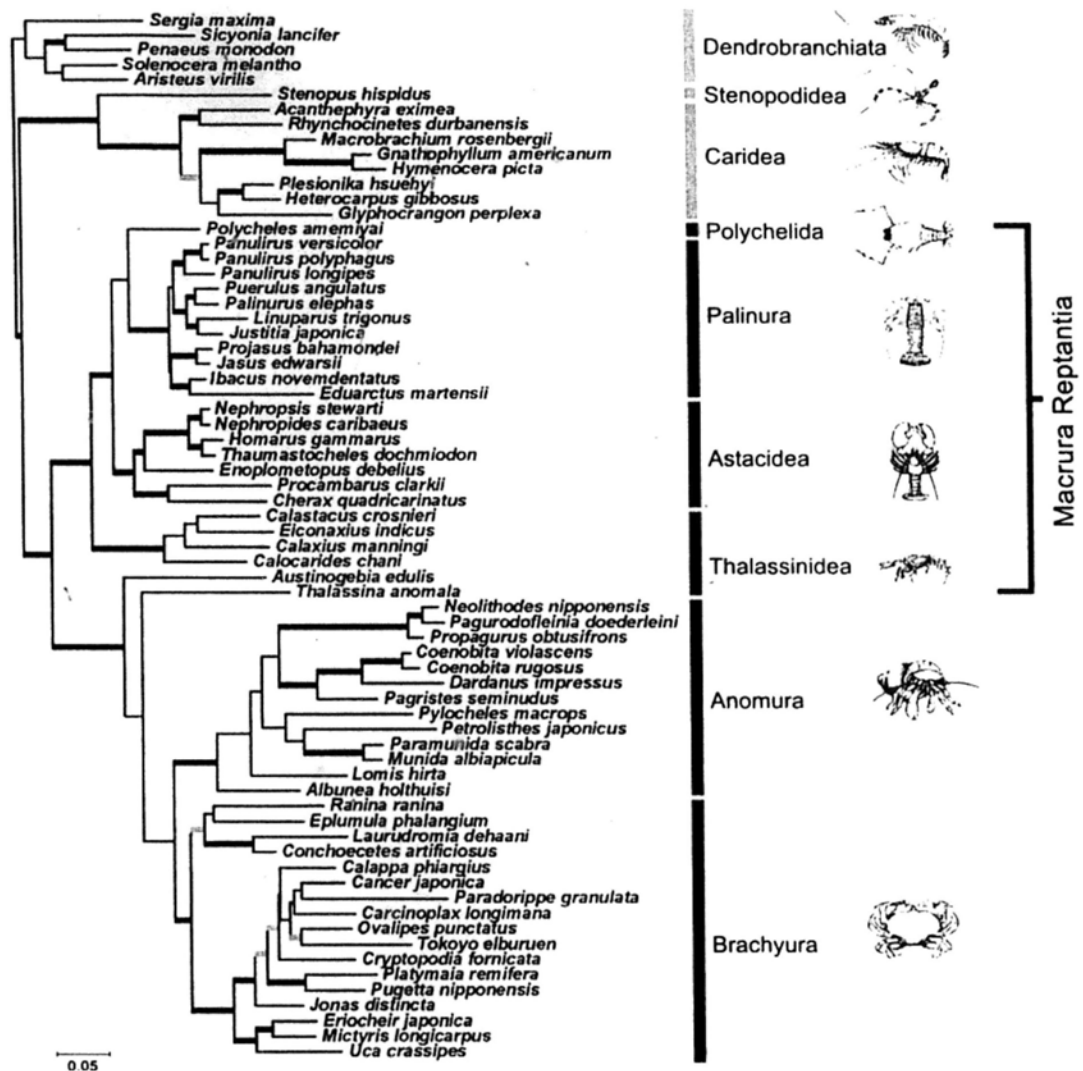 Sergia maxima
Sicyonia lancifer
Penaeus monodon
Solenocera melantho
Aristeus virilis
Stenopus hispidus
Acanthephyra eximea
Rhynchocinetes durbanensis
Macrobrachium rosenbergii
Gnathophyllum americanum
Hymenocera picta
Plesionika hsuehyi
Heterocarpus gibbosus
Glyphocrangon perplexa
Polycheles amemiyai
Panulirus versicolor
Panulirus polyphagus
Panulirus longipes
Puerulus angulatus
Palinurus elephas
Linuparus trigonus
Justitia japonica
Projasus bahamondei
Jasus edwarsii
Ibacus novemdentatus
Eduarctus martensii
Nephropsis stewarti
Nephropides caribaeus
Homarus gammarus
Thaumastocheles dochmiodon
Enoplometopus debelius
Procambarus clarkii
Cherax quadricarinatus
Calastacus crosnieri
Eiconaxius indicus
Calaxius manningi
Calocarides chani
Austinogebia edulis
Thalassina anomala
Neolithodes nipponensis
Pagurodofleinia doederleini
Propagurus obtusifrons
Coenobita violascens
Coenobita rugosus
Dardanus impressus
Pagristes seminudus
Pylocheles macrops
Petrolisthes japonicus
Paramunida scabra
Munida albiapicula
Lomis hirta
Albunea holthuisi
Ranina ranina
Eplumula phalangium
Laurudromia dehaani
Conchoecetes artificiosus
Calappa phiargius
Cancer japonica
Paradorippe granulata
Carcinoplax longimana
Ovalipes punctatus
Tokoyo elburuen
Cryptopodia fornicata
Platymaia remifera
Pugetta nipponensis
Jonas distincta
Eriocheir japonica
Mictyris longicarpus
Uca crassipes
0.05
Dendrobranchiata
Stenopodidea
Caridea
Polychelida
Palinura
Astacidea
Thalassinidea
Anomura
Brachyura
Macrura Reptantia